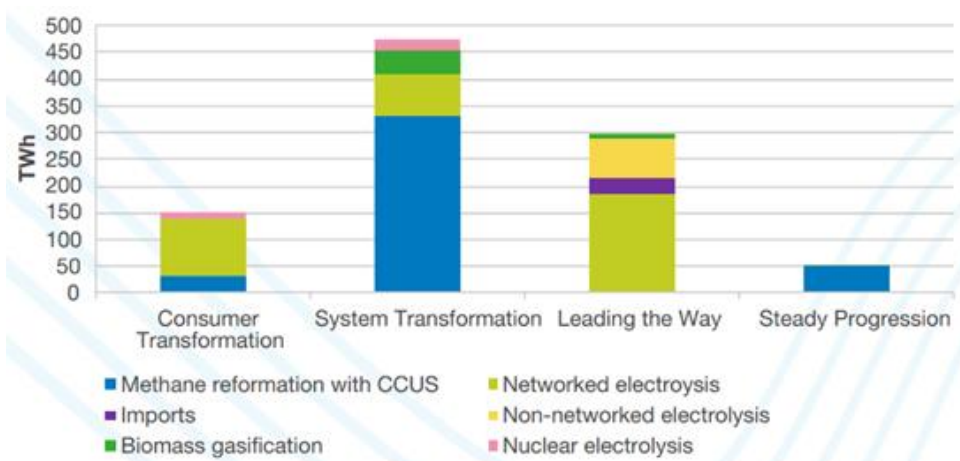 500
450
400
350
300
250
200
150
100
50
0
TWh
Consumer
Transformation
System Transformation
Leading the Way
Steady Progression
Methane reformation with CCUS
Networked electroysis
Imports
Non-networked electrolysis
Biomass gasification
Nuclear electrolysis